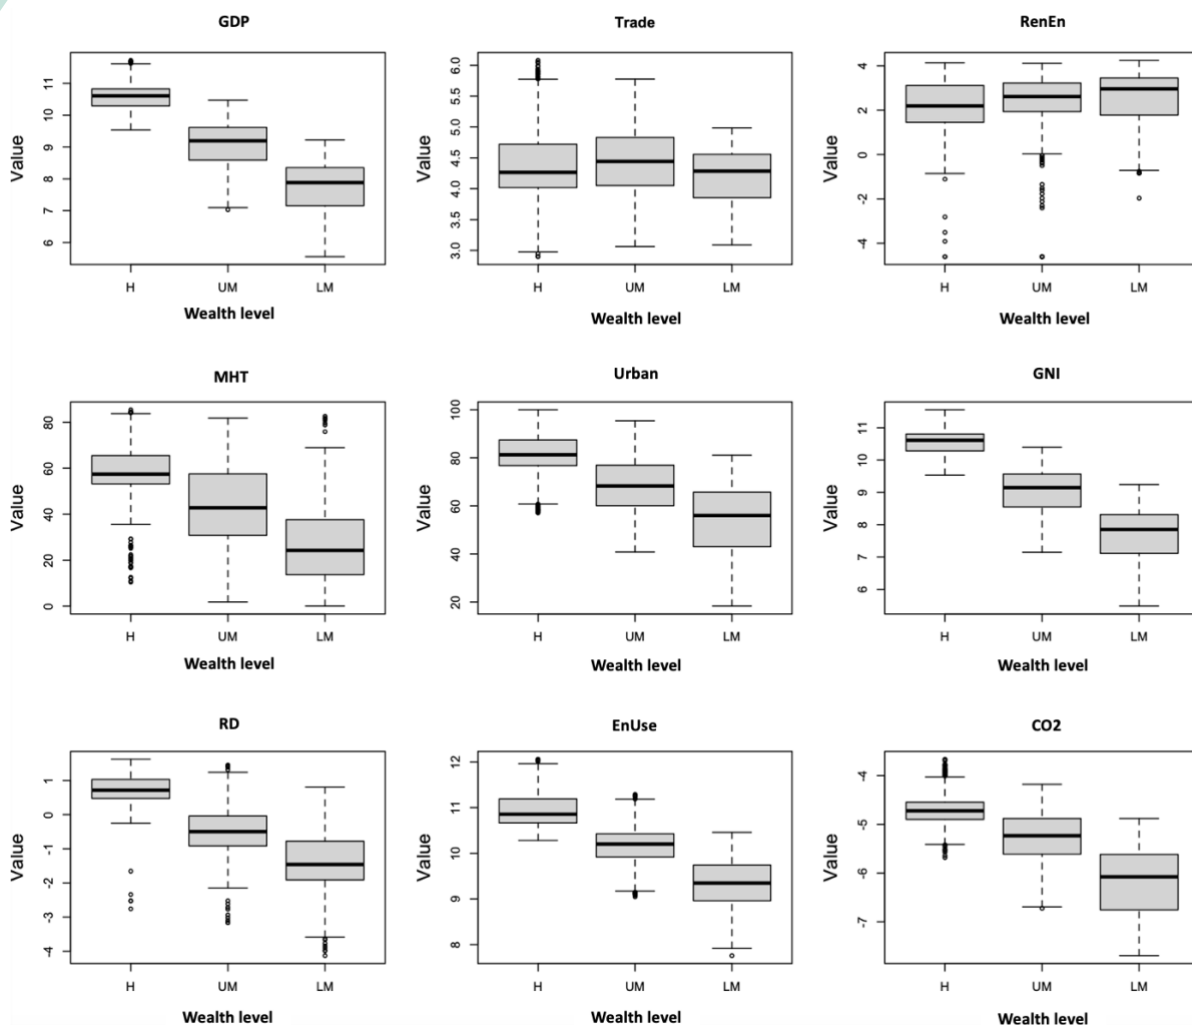 GDP
Value
6 7 8 9 10 11
H UM LM
Wealth level
Trade
Value
3.0 3.5 4.0 4.5 5.0 5.5 6.0
H UM LM
Wealth level
RenEn
Value
-4 -2 0 2 4
H UM LM
Wealth level
MHT
Value
0 20 40 60 80
H UM LM
Wealth level
Urban
Value
20 40 60 80 100
H UM LM
Wealth level
GNI
Value
6 7 8 9 10 11
H UM LM
Wealth level
RD
Value
-4 -3 -2 -1 0 1
H UM LM
Wealth level
EnUse
Value
8 9 10 11 12
H UM LM
Wealth level
CO2
Value
-7 -6 -5 -4
H UM LM
Wealth level